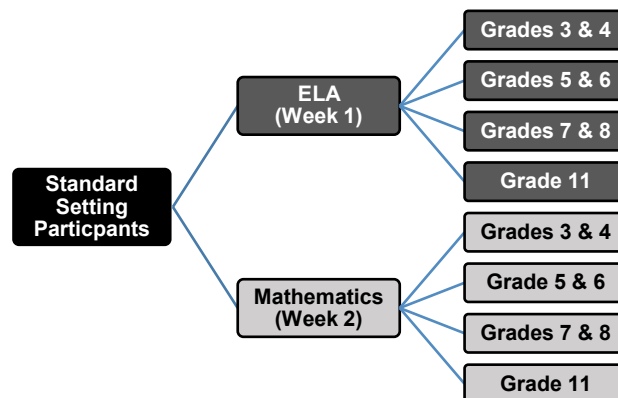 Standard
Setting
Particpants
ELA
(Week 1)
Grades 3 & 4
Grades 5 & 6
Grades 7 & 8
Grade 11
Mathematics
(Week 2)
Grades 3 & 4
Grade 5 & 6
Grades 7 & 8
Grade 11